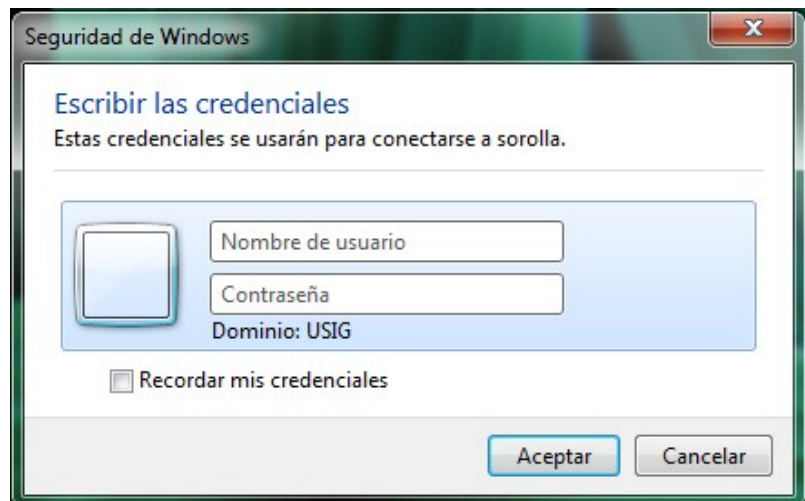 Seguridad de Windows
Escribir las credenciales
Estas credenciales se usarán para conectarse a sorolla.
Nombre de usuario
Contraseña
Dominio: USIG
Recordar mis credenciales
Aceptar
Cancelar